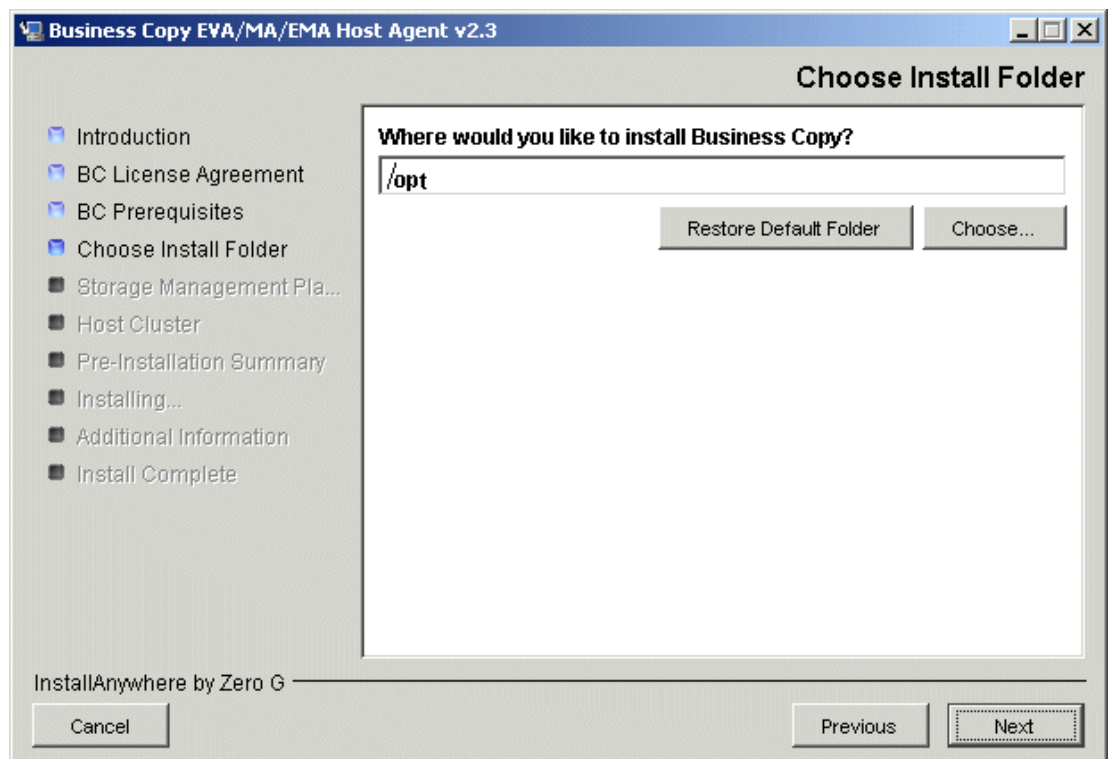 Business Copy EVA/MA/EMA Host Agent v2.3
Choose Install Folder
Introduction
BC License Agreement
BC Prerequisites
Choose Install Folder
Storage Management Pla...
Host Cluster
Pre-Installation Summary
Installing...
Additional Information
Install Complete
Where would you like to install Business Copy?
/opt
Restore Default Folder
Choose...
InstallAnywhere by Zero G
Cancel
Previous
Next